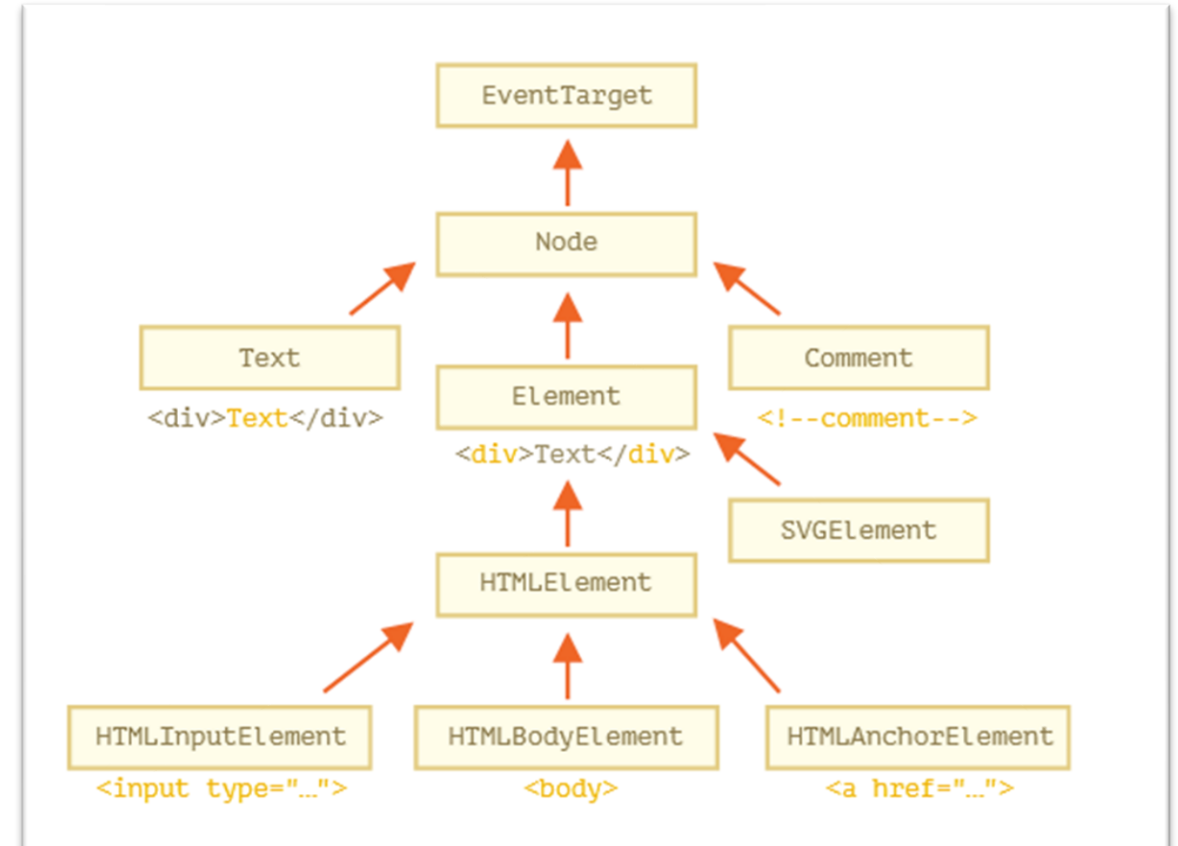 EventTarget
Node
Text
Comment
Element
<div>Text</div>
<!--comment-->
<div>Text</div>
SVGElement
HTMLElement
HTMLInputElement
HTMLBodyElement
HTMLAnchorElement
<input type="…">
<body>
<a href="…">